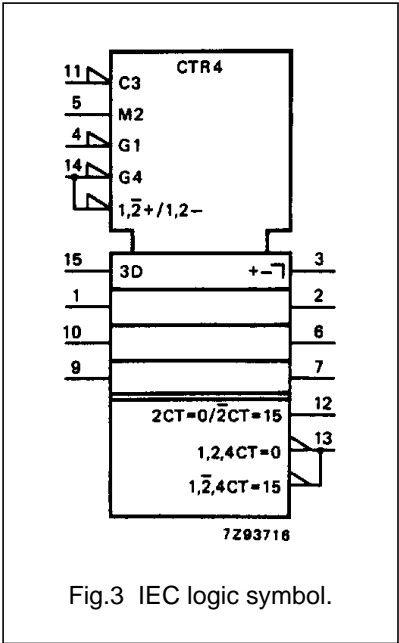 CTR4
11 C3
5 M2
4 G1
14 G4
1,2̅+/1,2−
15 3D +−¬ 3
1 2
10 6
9 7
2CT=0/2̅CT=15 12
1,2,4CT=0 13
1,2̅,4CT=15
7Z93716
Fig.3 IEC logic symbol.